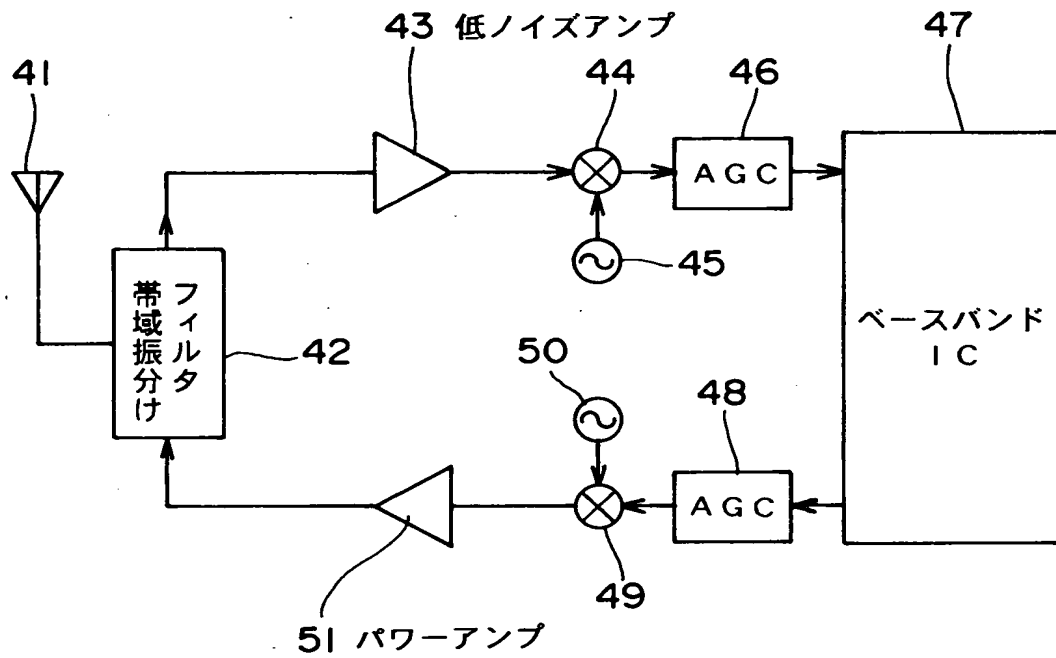 43 低ノイズアンプ
47
41
44
46
AGC
45
帯域振分け
フィルタ
42
ベースバンド
IC
50
48
AGC
49
51 パワーアンプ